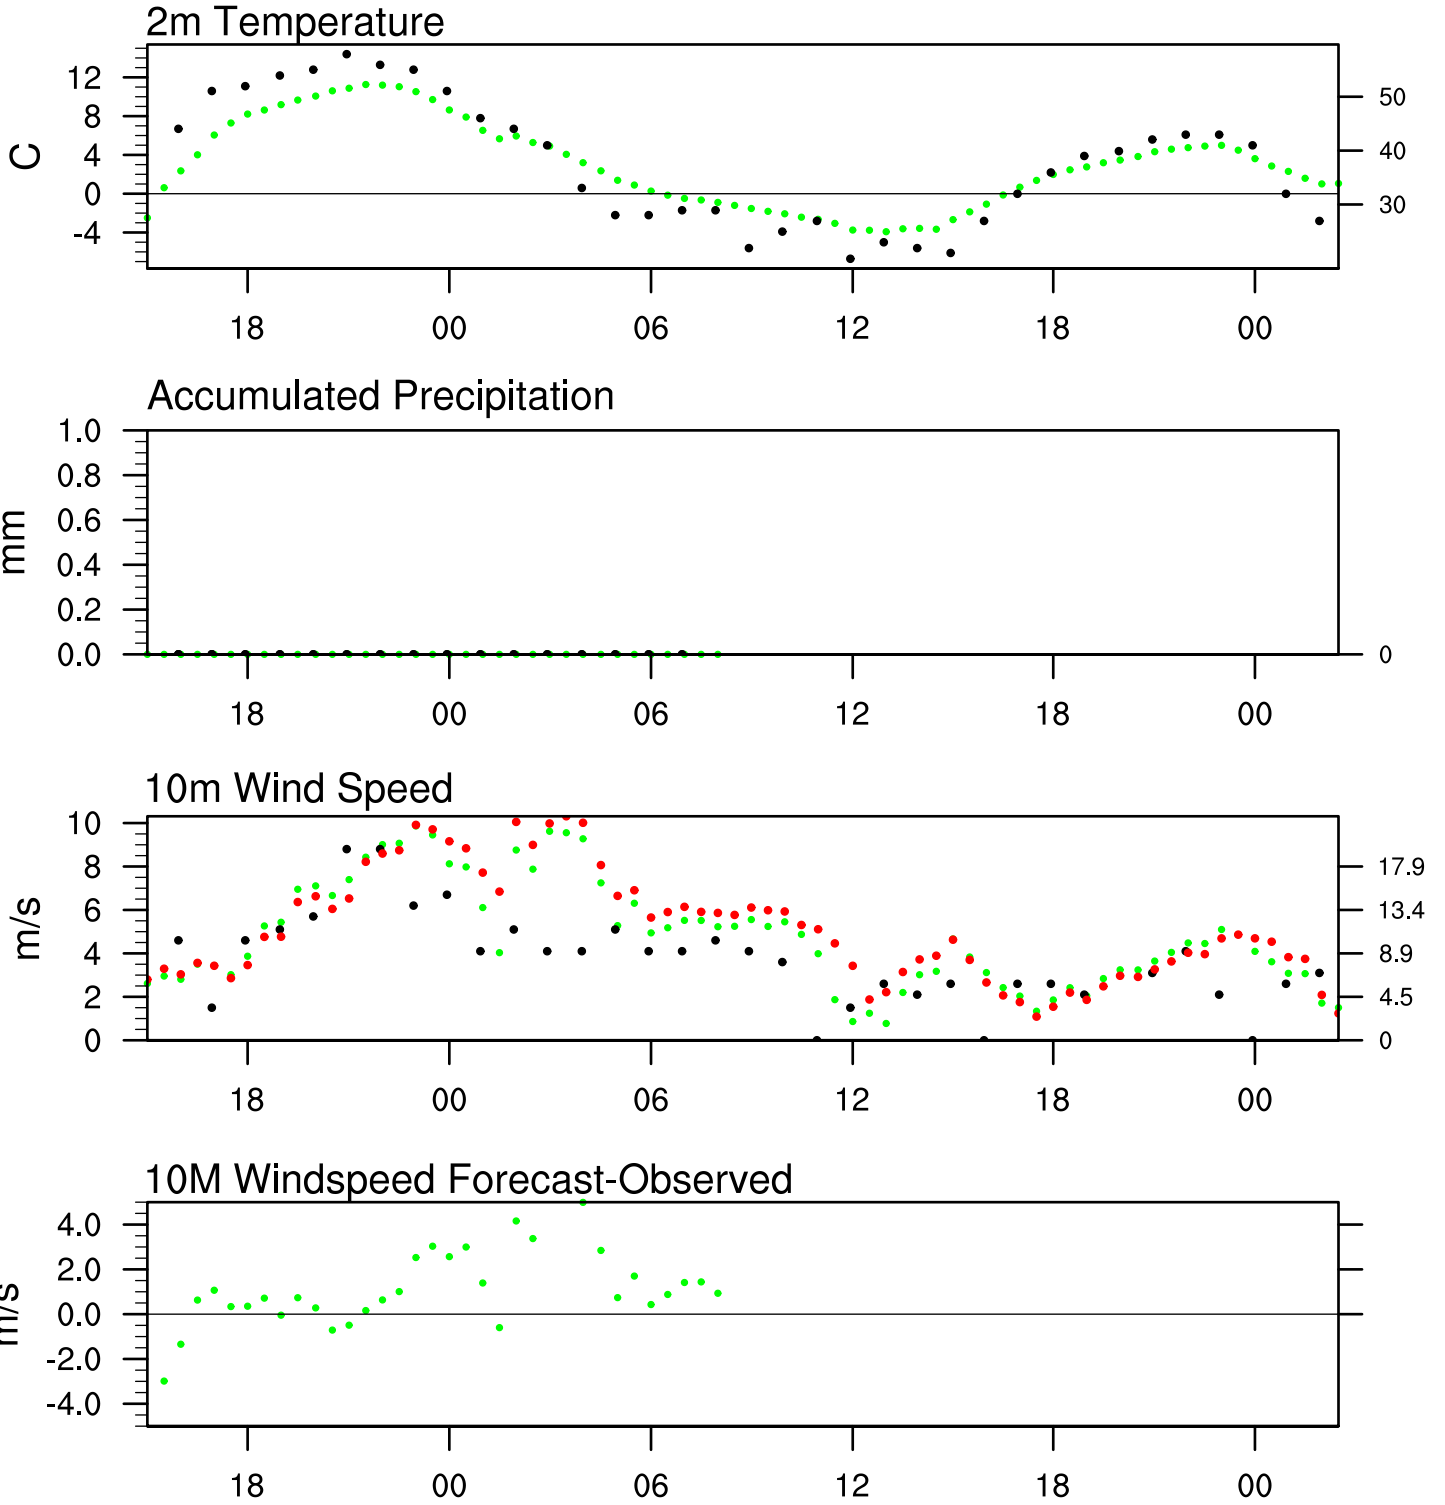 2m Temperature
12
8
4
0
-4
C
50
40
30
18 00 06 12 18 00
Accumulated Precipitation
1.0
0.8
0.6
0.4
0.2
0.0
mm
0
18 00 06 12 18 00
10m Wind Speed
10
8
6
4
2
0
m/s
17.9
13.4
8.9
4.5
0
18 00 06 12 18 00
10M Windspeed Forecast-Observed
4.0
2.0
0.0
-2.0
-4.0
m/s
18 00 06 12 18 00